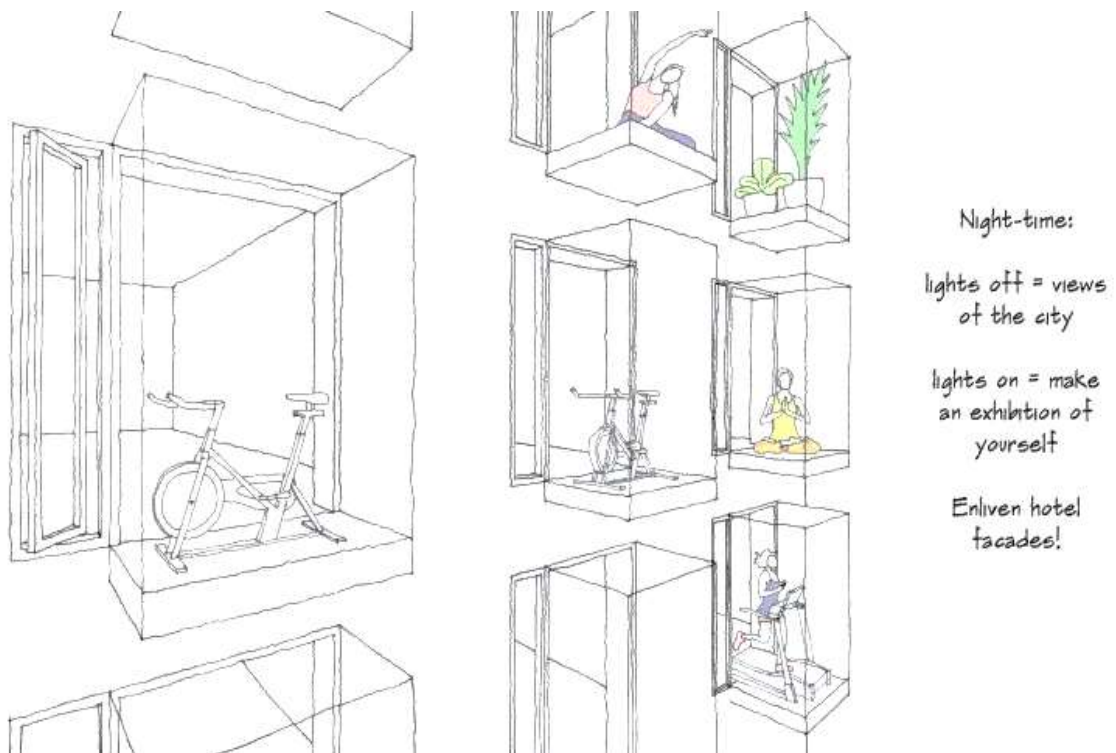 Night-time:
lights off = views
of the city
lights on = make
an exhibition of
yourself
Enliven hotel
facades!